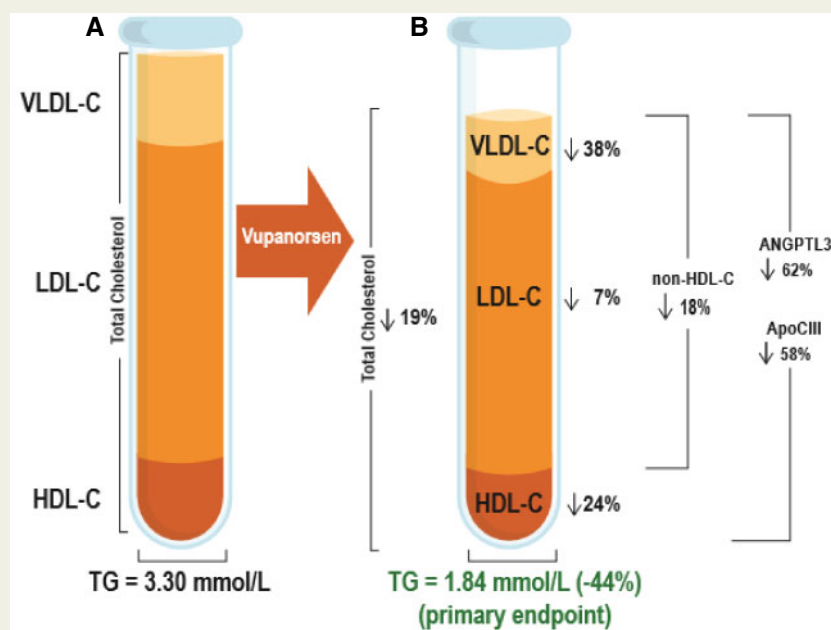 A
VLDL-C
LDL-C
HDL-C
Total Cholesterol
TG = 3.30 mmol/L
Vupanorsen
B
Total Cholesterol
↓ 19%
VLDL-C
↓ 38%
LDL-C
↓ 7%
HDL-C
↓ 24%
non-HDL-C
↓ 18%
ANGPTL3
↓ 62%
ApoCIII
↓ 58%
TG = 1.84 mmol/L (-44%)
(primary endpoint)